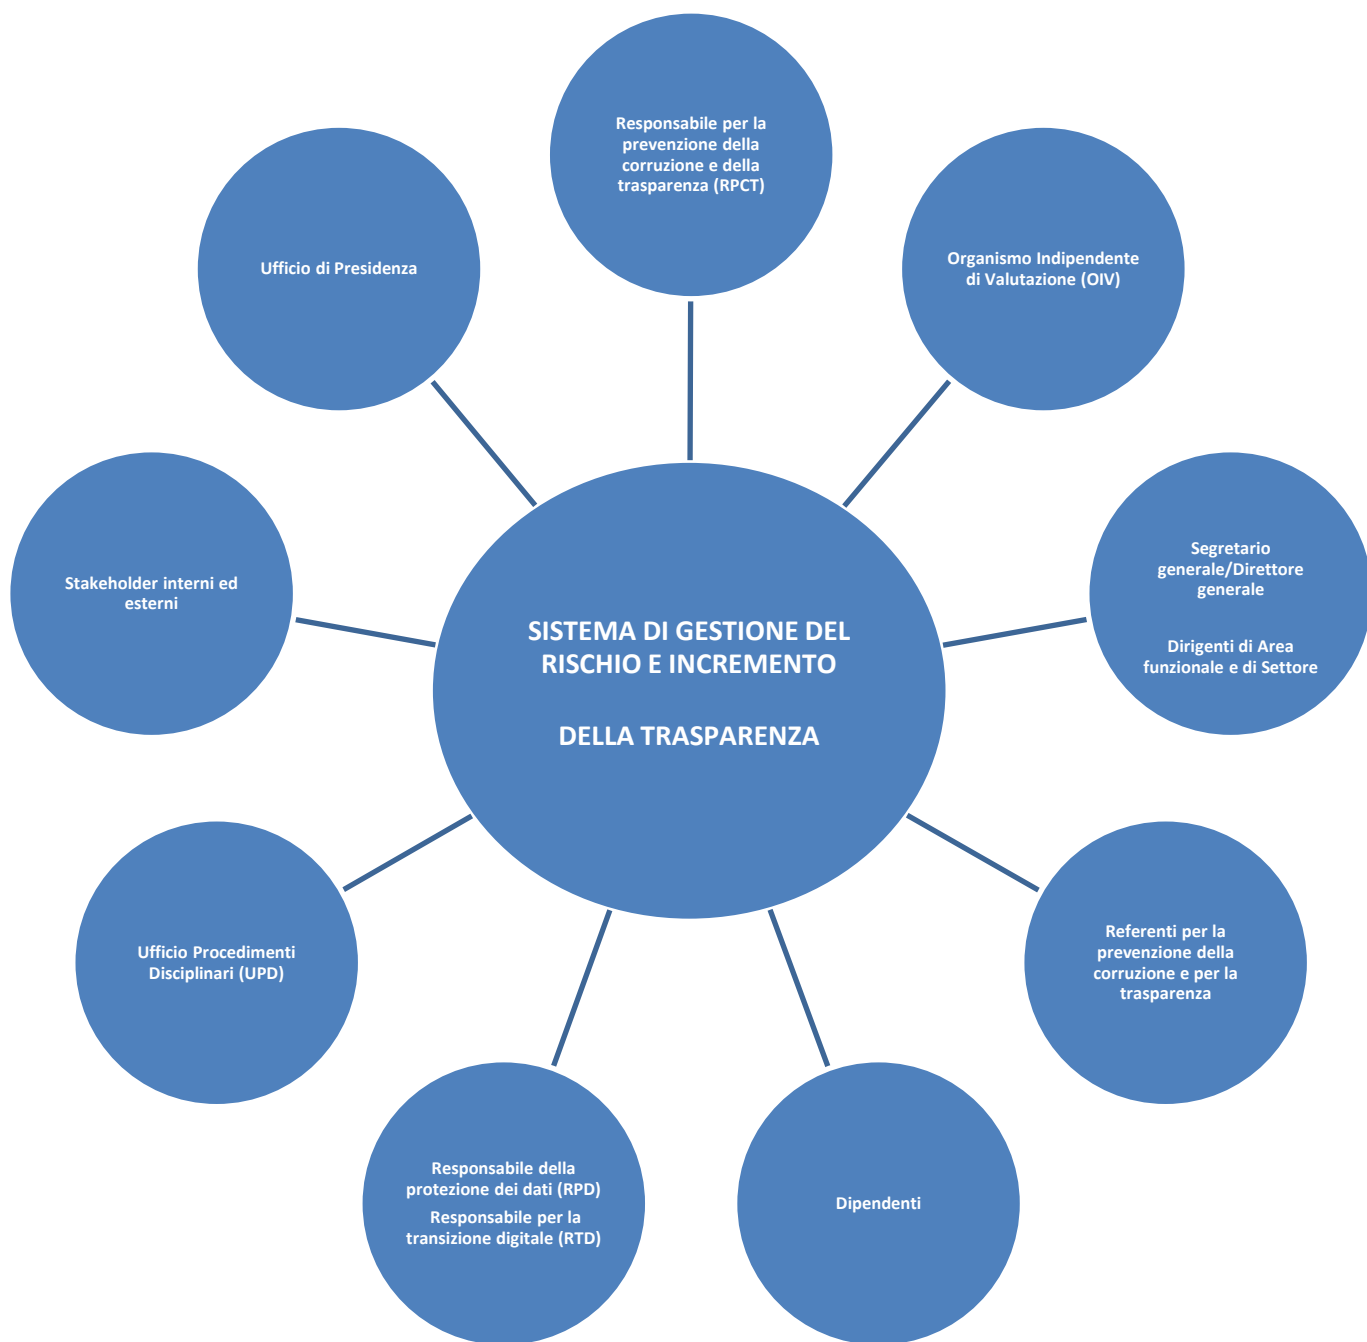 Responsabile per la
prevenzione della
corruzione e della
trasparenza (RPCT)
Ufficio di Presidenza
Organismo Indipendente
di Valutazione (OIV)
Segretario
generale/Direttore
generale
Dirigenti di Area
funzionale e di Settore
Stakeholder interni ed
esterni
SISTEMA DI GESTIONE DEL
RISCHIO E INCREMENTO
DELLA TRASPARENZA
Ufficio Procedimenti
Disciplinari (UPD)
Referenti per la
prevenzione della
corruzione e per la
trasparenza
Responsabile della
protezione dei dati (RPD)
Responsabile per la
transizione digitale (RTD)
Dipendenti